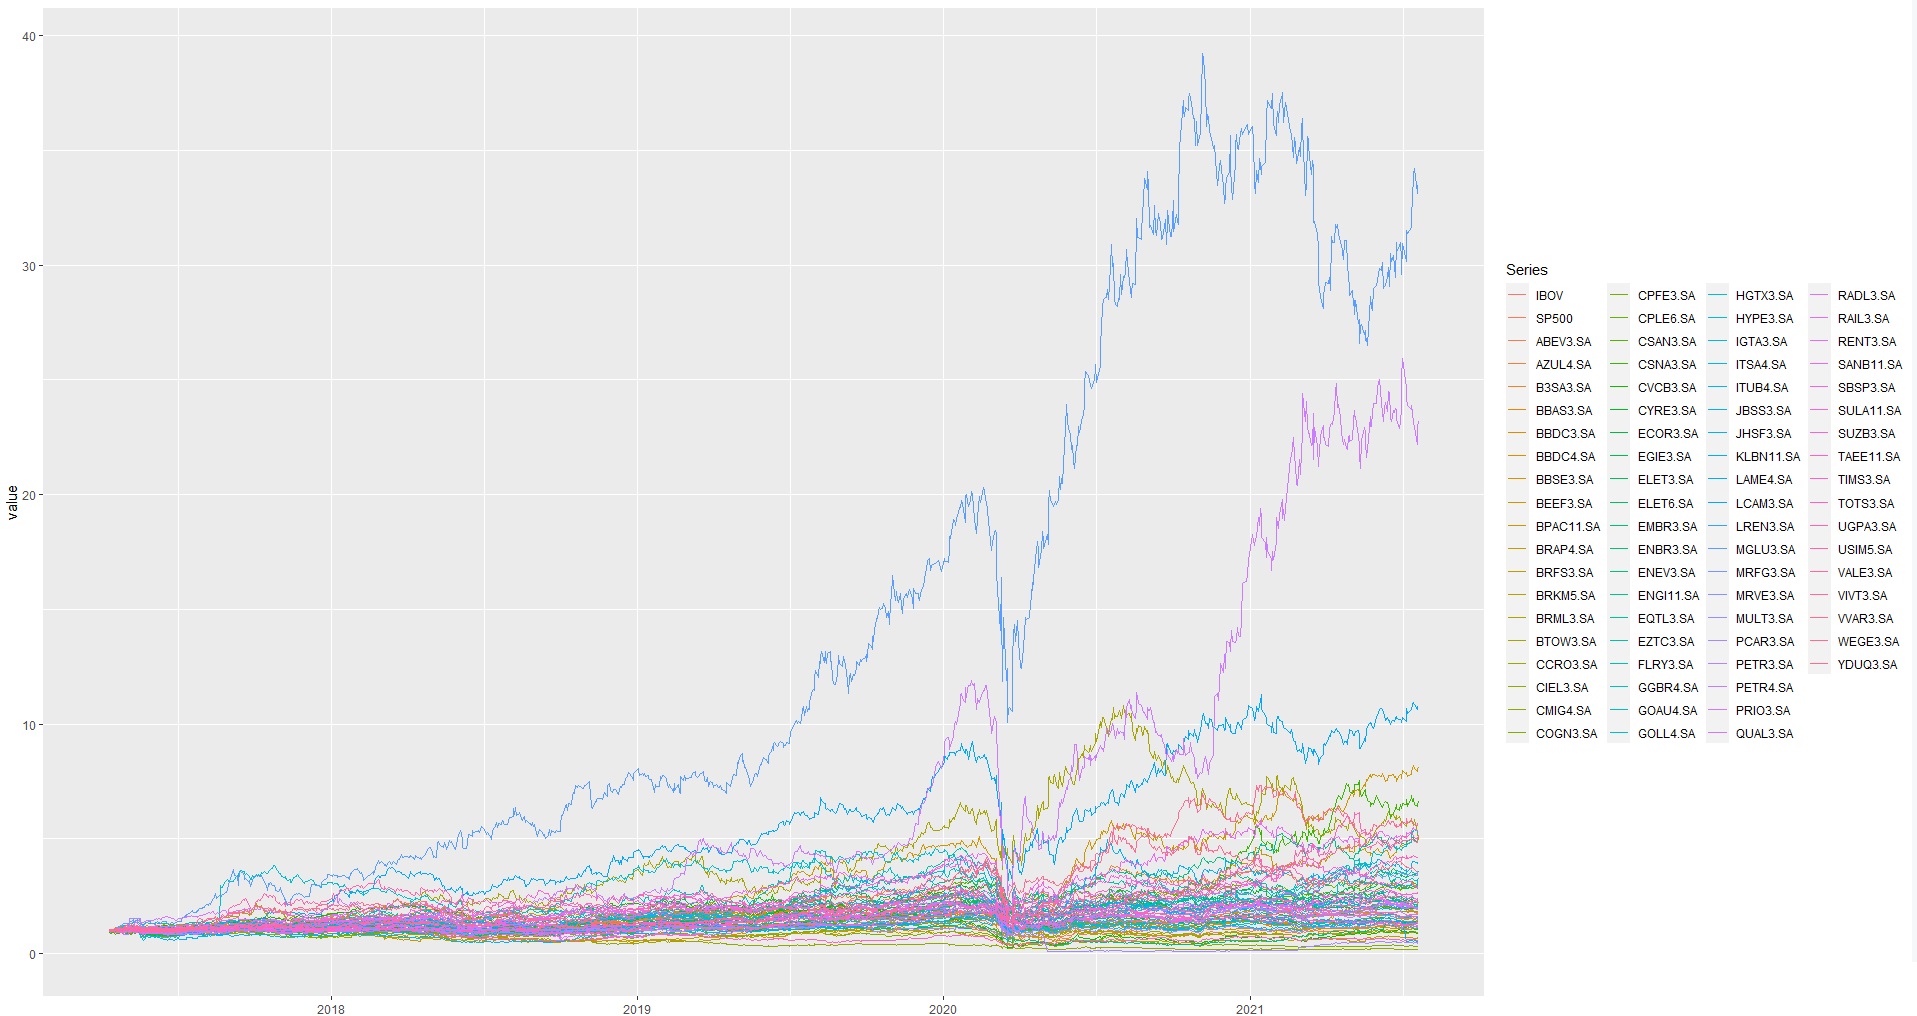 40
30
20
10
0
value
2018
2019
2020
2021
Series
IBOV
SP500
ABEV3.SA
AZUL4.SA
B3SA3.SA
BBAS3.SA
BBDC3.SA
BBDC4.SA
BBSE3.SA
BEEF3.SA
BPAC11.SA
BRAP4.SA
BRFS3.SA
BRKM5.SA
BRML3.SA
BTOW3.SA
CCRO3.SA
CIEL3.SA
CMIG4.SA
COGN3.SA
CPFE3.SA
CPLE6.SA
CSAN3.SA
CSNA3.SA
CVCB3.SA
CYRE3.SA
ECOR3.SA
EGIE3.SA
ELET3.SA
ELET6.SA
EMBR3.SA
ENBR3.SA
ENEV3.SA
ENGI11.SA
EQTL3.SA
EZTC3.SA
FLRY3.SA
GGBR4.SA
GOAU4.SA
GOLL4.SA
HGTX3.SA
HYPE3.SA
IGTA3.SA
ITSA4.SA
ITUB4.SA
JBSS3.SA
JHSF3.SA
KLBN11.SA
LAME4.SA
LCAM3.SA
LREN3.SA
MGLU3.SA
MRFG3.SA
MRVE3.SA
MULT3.SA
PCAR3.SA
PETR3.SA
PETR4.SA
PRIO3.SA
QUAL3.SA
RADL3.SA
RAIL3.SA
RENT3.SA
SANB11.SA
SBSP3.SA
SULA11.SA
SUZB3.SA
TAEE11.SA
TIMS3.SA
TOTS3.SA
UGPA3.SA
USIM5.SA
VALE3.SA
VIVT3.SA
VVAR3.SA
WEGE3.SA
YDUQ3.SA